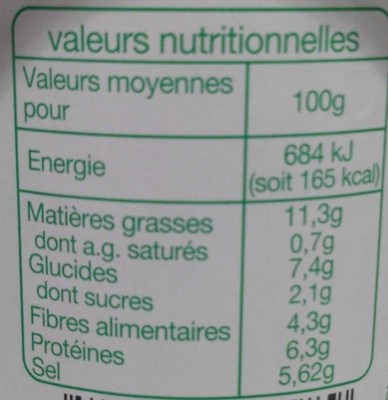 valeurs nutritionnelles
Valeurs moyennes
pour 100g
Energie 684 kJ
(soit 165 kcal)
Matières grasses 11,3g
dont a.g. saturés 0,7g
Glucides 7,4g
dont sucres 2,1g
Fibres alimentaires 4,3g
Protéines 6,3g
Sel 5,62g